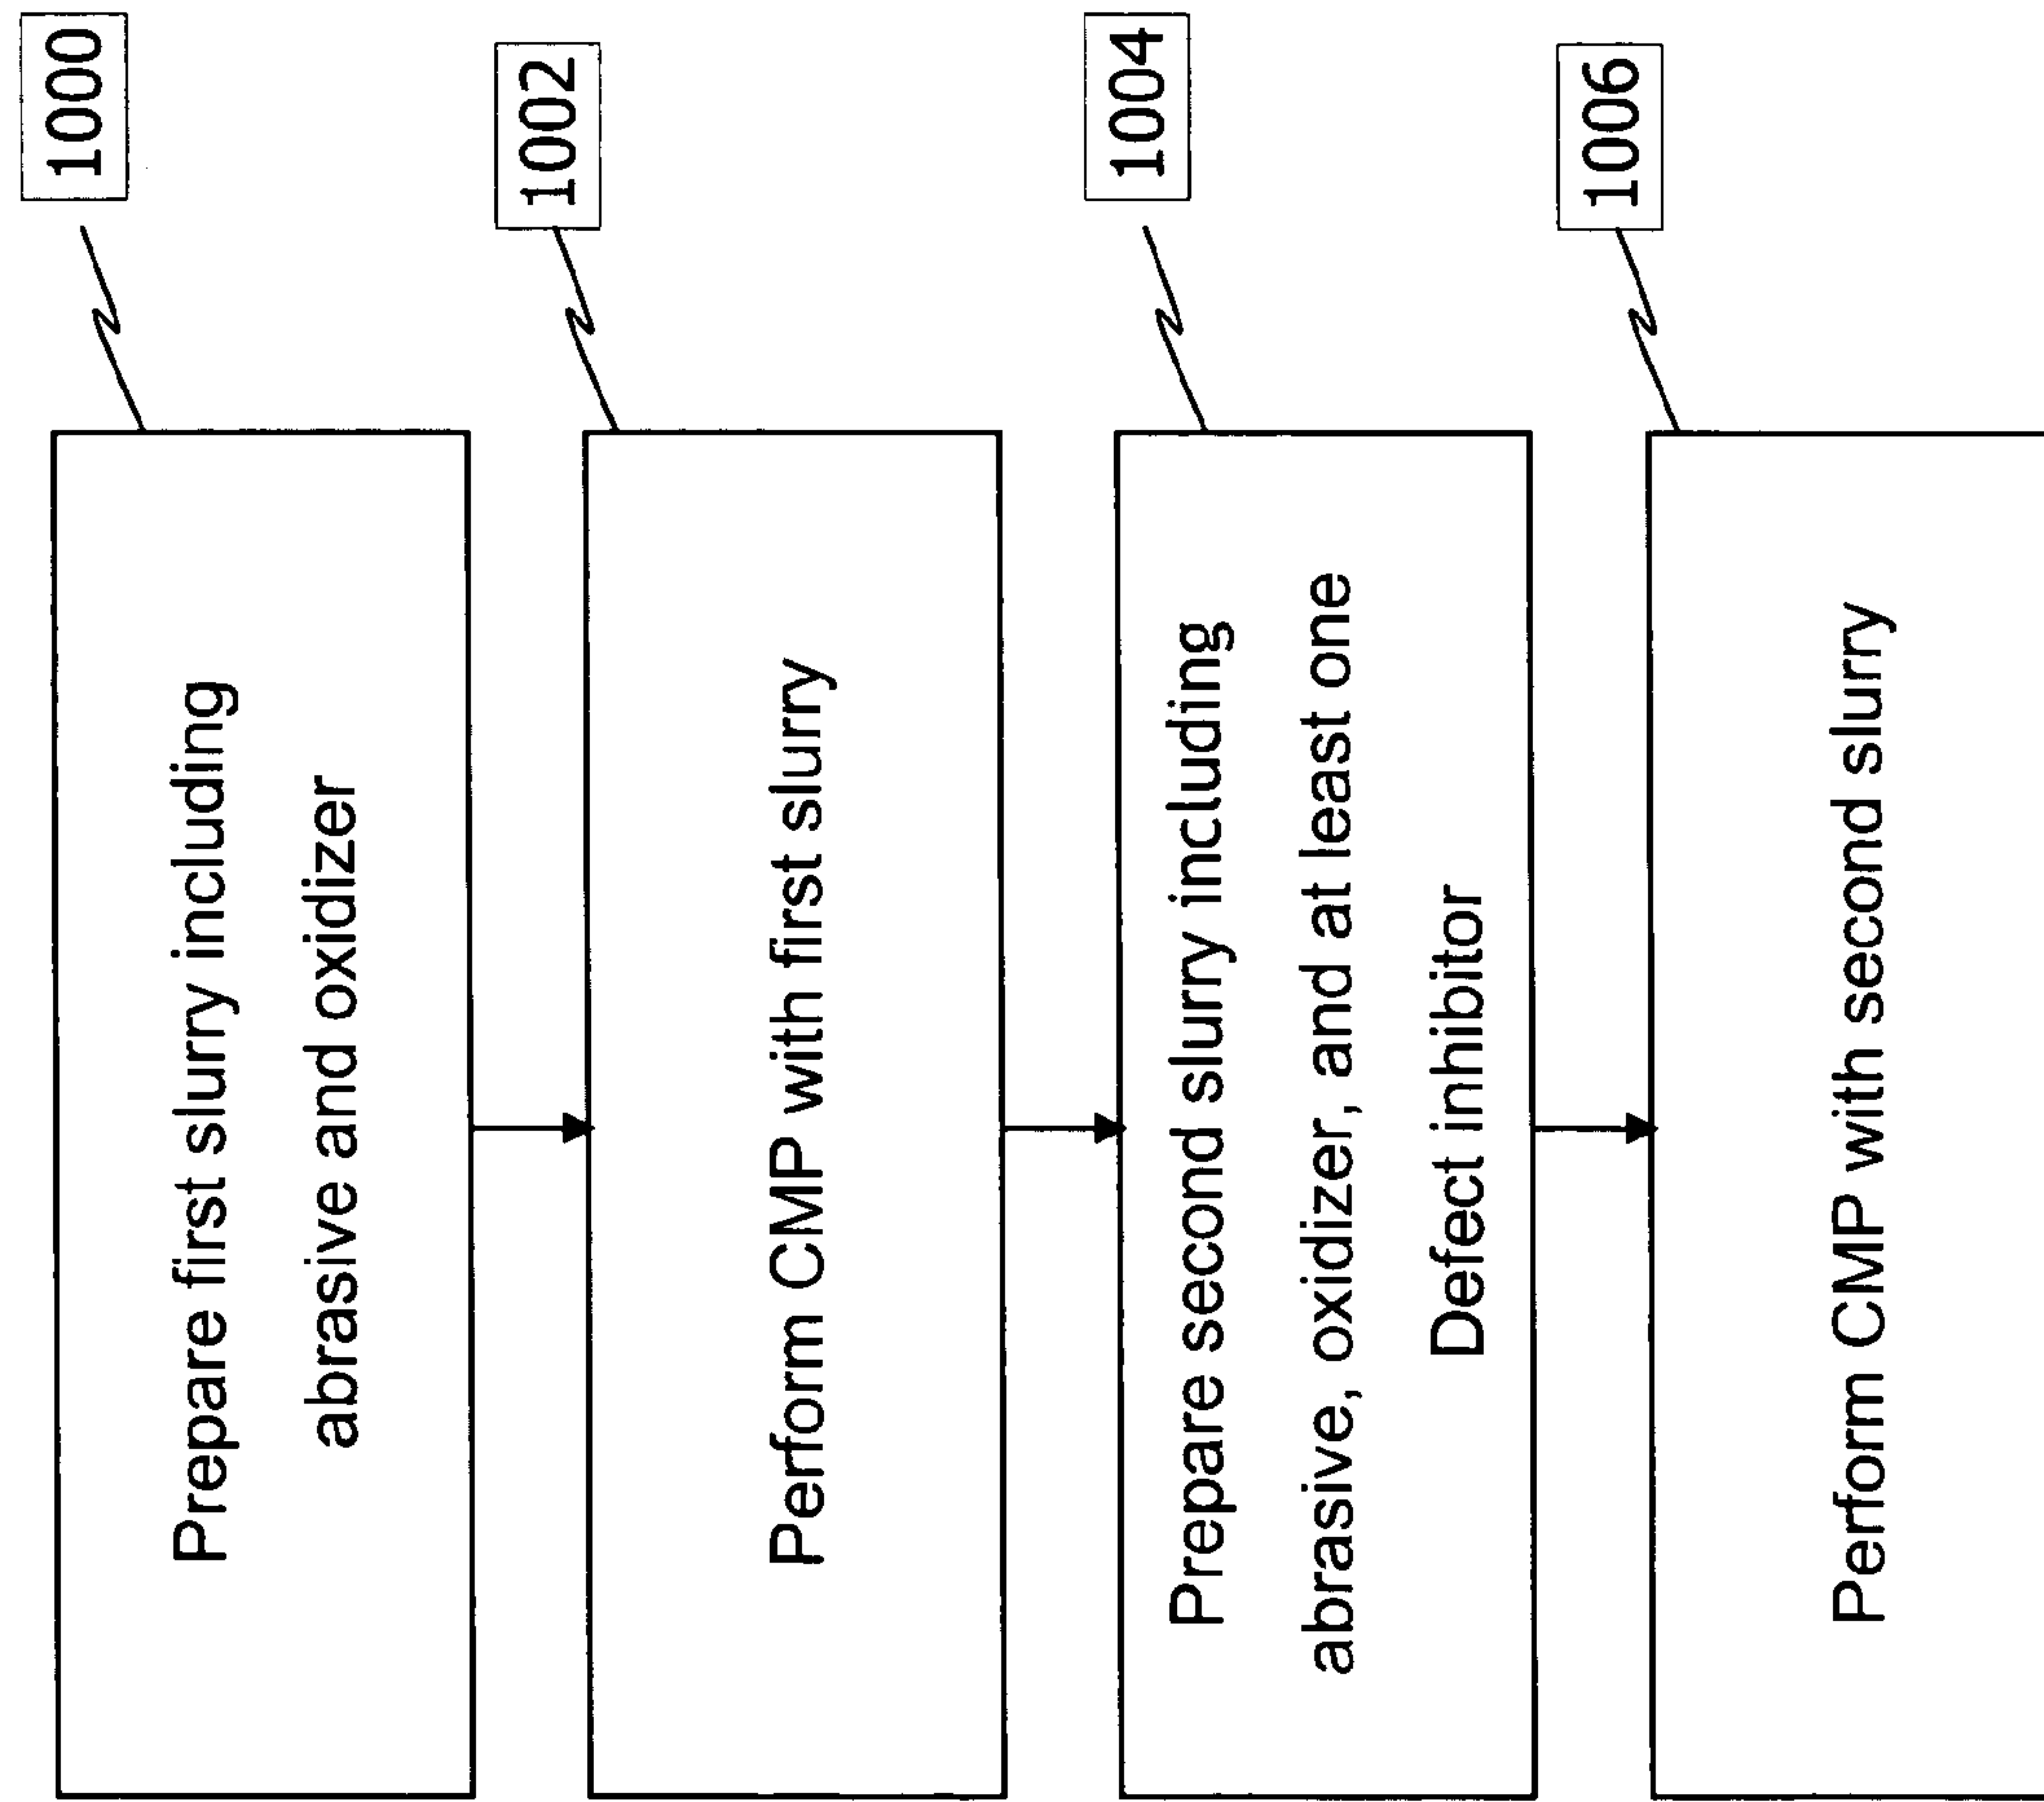 Prepare first slurry including
abrasive and oxidizer
1000
Perform CMP with first slurry
1002
Prepare second slurry including
abrasive, oxidizer, and at least one
Defect inhibitor
1004
Perform CMP with second slurry
1006